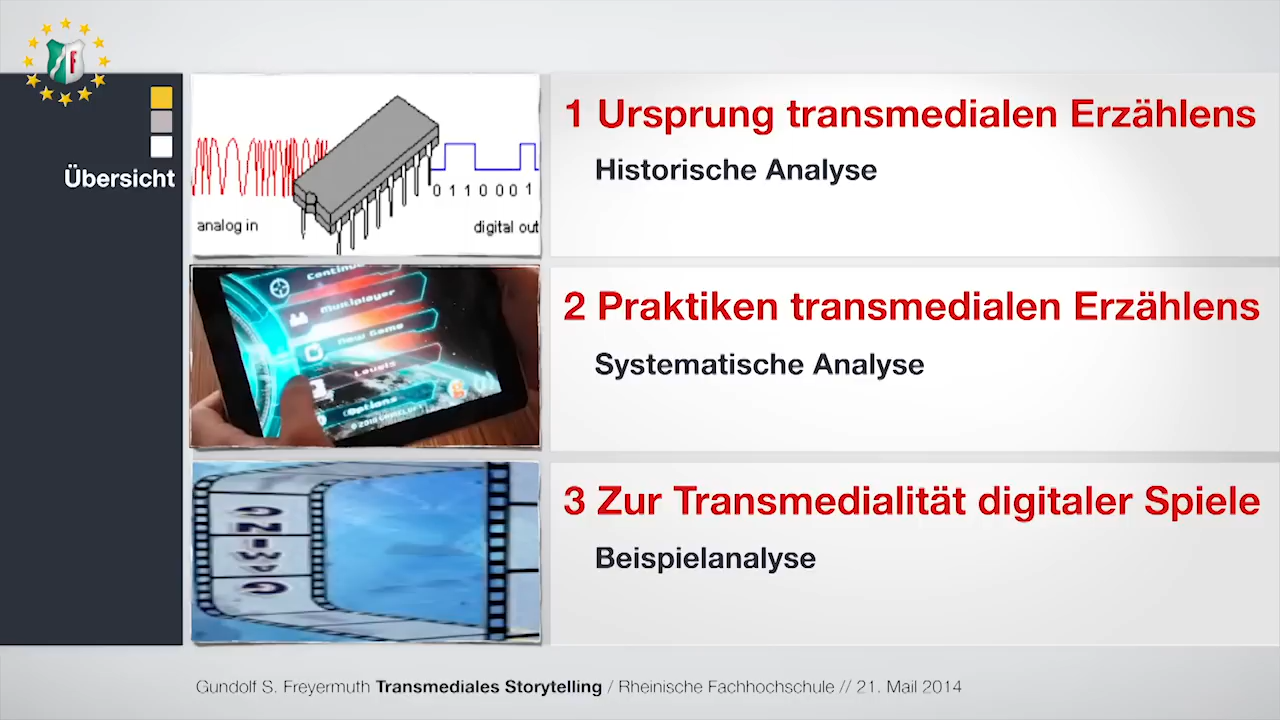 F
Übersicht
1 Ursprung transmedialen Erzählens
Historische Analyse
analog in
0 1 1 0 0 0 1
digital out
2 Praktiken transmedialen Erzählens
Systematische Analyse
Continue
Multiplayer
New Game
Levels
Options
3 Zur Transmedialität digitaler Spiele
Beispielanalyse
GAMING
Gundolf S. Freyermuth Transmediales Storytelling / Rheinische Fachhochschule // 21. Mail 2014